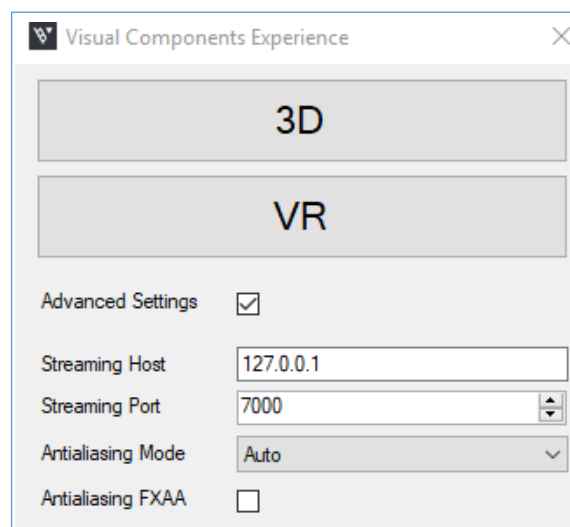 Visual Components Experience
3D
VR
Advanced Settings
Streaming Host 127.0.0.1
Streaming Port 7000
Antialiasing Mode Auto
Antialiasing FXAA